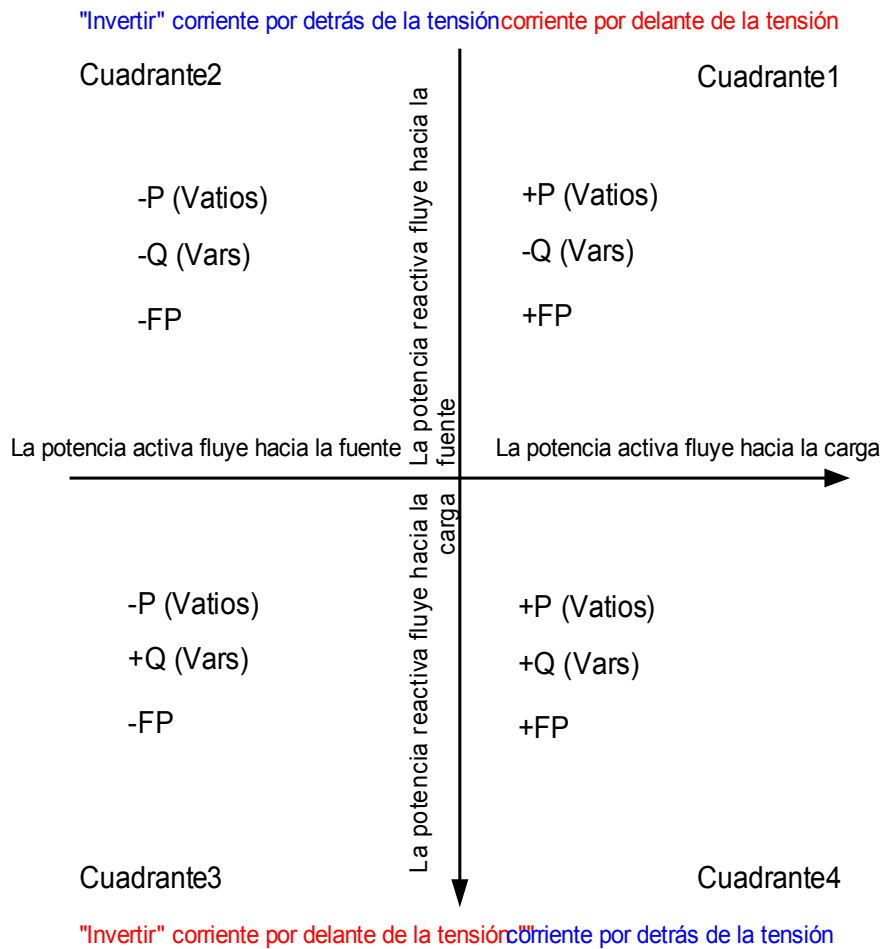 "Invertir" corriente por detrás de la tensión
corriente por delante de la tensión
Cuadrante2
Cuadrante1
-P (Vatios)
-Q (Vars)
-FP
+P (Vatios)
-Q (Vars)
+FP
La potencia reactiva fluye hacia la
fuente
La potencia activa fluye hacia la fuente
La potencia activa fluye hacia la carga
La potencia reactiva fluye hacia la
carga
-P (Vatios)
+Q (Vars)
-FP
+P (Vatios)
+Q (Vars)
+FP
Cuadrante3
Cuadrante4
"Invertir" corriente por delante de la tensión ""
corriente por detrás de la tensión